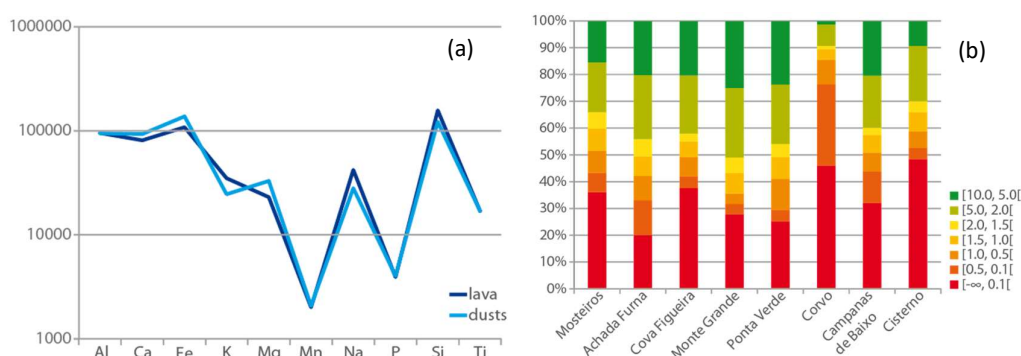 1000000
100000
10000
1000
(a)
lava
dusts
Al Ca Fe K Mg Mn Na P Si Ti
100%
90%
80%
70%
60%
50%
40%
30%
20%
10%
0%
(b)
[10.0, 5.0[
[5.0, 2.0[
[2.0, 1.5[
[1.5, 1.0[
[1.0, 0.5[
[0.5, 0.1[
[-∞, 0.1[
Mosteiros
Achada Furna
Cova Figueira
Monte Grande
Ponta Verde
Corvo
Campanas
de Baixo
Cisterno